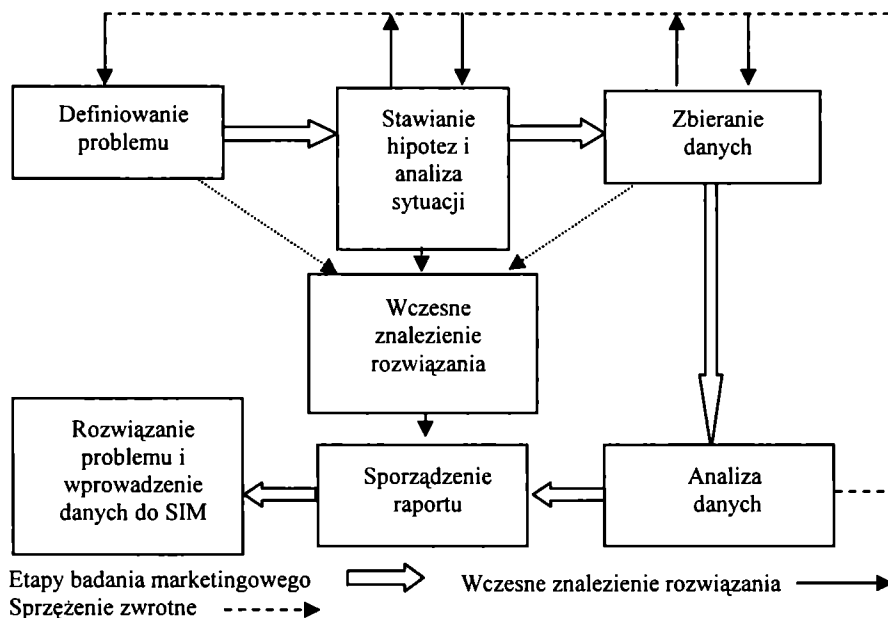 Definiowanie
problemu
Stawianie
hipotez i
analiza
sytuacji
Zbieranie
danych
Wczesne
znalezienie
rozwiązania
Rozwiązanie
problemu i
wprowadzenie
danych do SIM
Sporządzenie
raportu
Analiza
danych
Etapy badania marketingowego
Wczesne znalezienie rozwiązania
Sprzężenie zwrotne